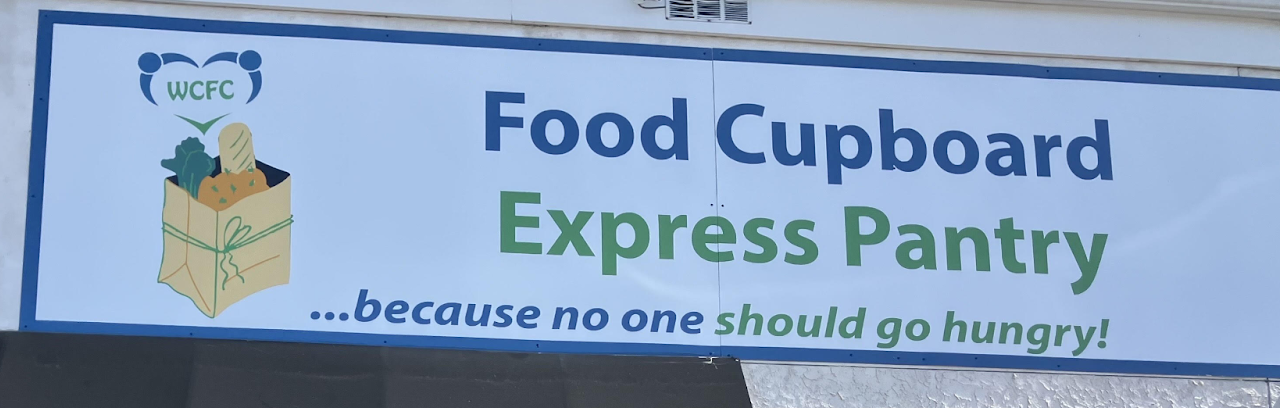 WCFC
Food Cupboard
Express Pantry
...because no one should go hungry!